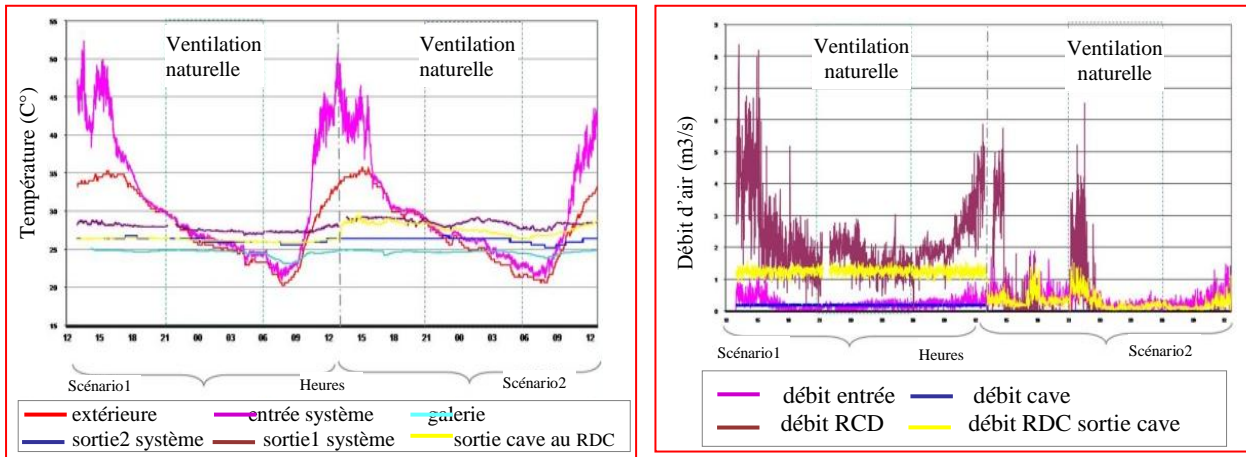 55
50
45
40
35
30
25
20
15
Température (C°)
Ventilation
naturelle
Ventilation
naturelle
12 15 18 21 00 03 06 09 12 15 18 21 00 03 06 09 12
Scénario1
Heures
Scénario2
extérieure
entrée système
galerie
sortie2 système
sortie1 système
sortie cave au RDC
9
8
7
6
5
4
3
2
1
0
Débit d'air (m3/s)
Ventilation
naturelle
Ventilation
naturelle
Scénario1
Heures
Scénario2
débit entrée
débit cave
débit RCD
débit RDC sortie cave